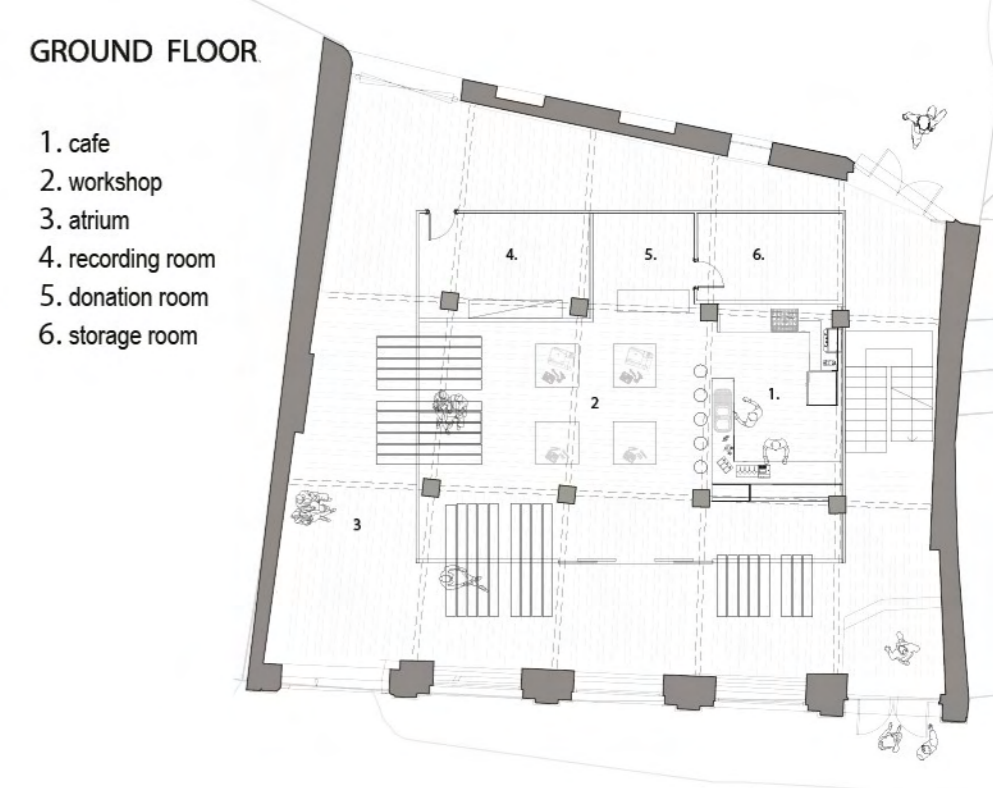 GROUND FLOOR.
1. cafe
2. workshop
3. atrium
4. recording room
5. donation room
6. storage room
4.
5.
6.
1.
2
3